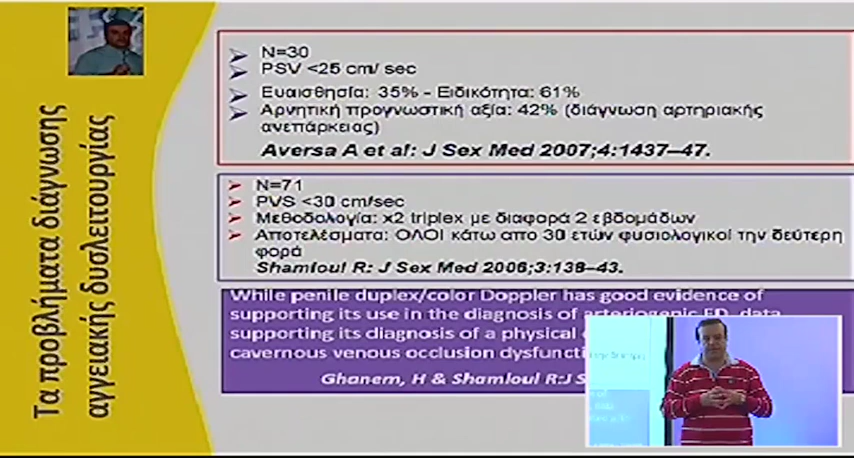 Τα προβλήματα διάγνωσης
αγγειακής δυσλειτουργίας
N=30
PSV <25 cm/ sec
Ευαισθησία: 35% - Ειδικότητα: 61%
Αρνητική προγνωστική αξία: 42% (διάγνωση αρτηριακής
ανεπάρκειας)
Aversa A et al: J Sex Med 2007;4:1437–47.
N=71
PVS <30 cm/sec
Μεθοδολογία: x2 triplex με διαφορά 2 εβδομάδων
Αποτελέσματα: ΟΛΟΙ κάτω απο 30 ετών φυσιολογικοί την δεύτερη
φορά
Shamloul R: J Sex Med 2006;3:138–43.
While penile duplex/color Doppler has good evidence of
supporting its use in the diagnosis of arteriogenic ED, data
supporting its diagnosis of a physical
cavernous venous occlusion
Ghanem, H & Shamloul R:J S